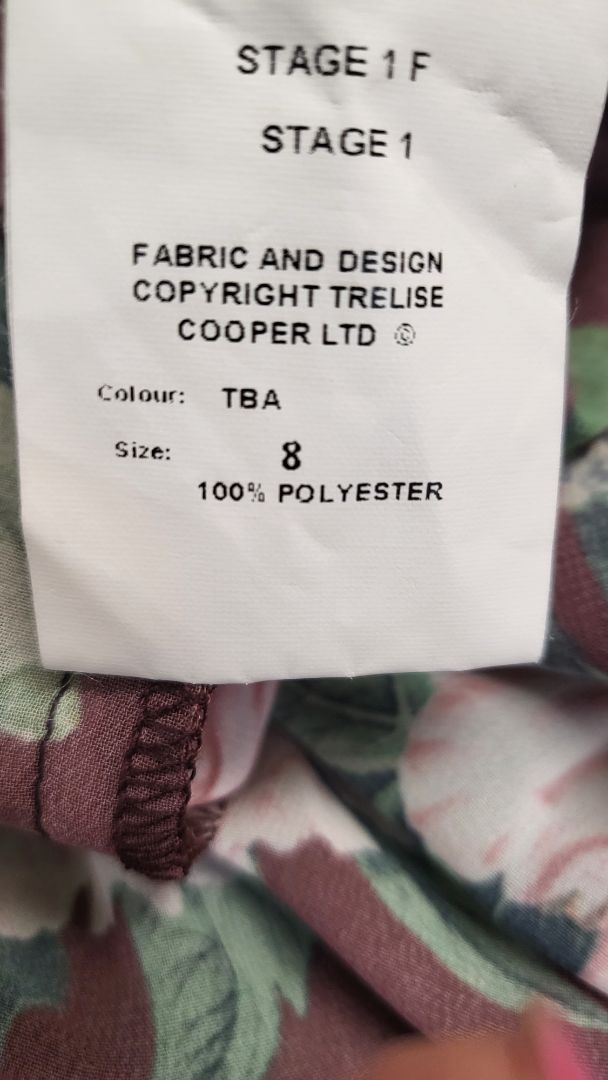 STAGE 1 F
STAGE 1
FABRIC AND DESIGN
COPYRIGHT TRELISE
COOPER LTD ©
Colour: TBA
Size: 8
100% POLYESTER